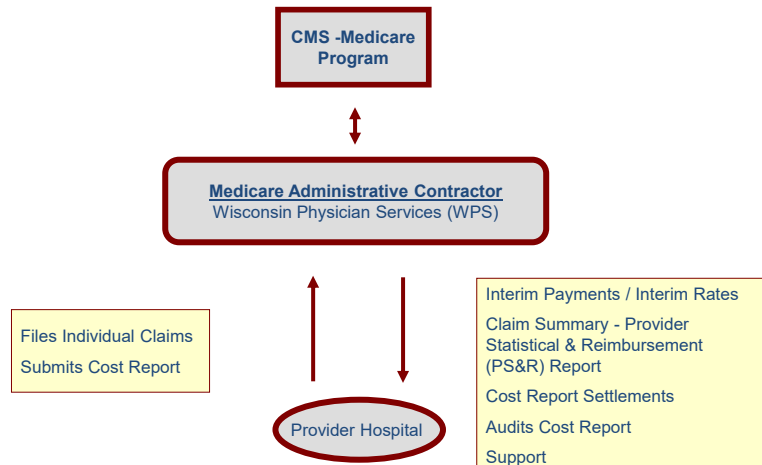 CMS -Medicare
Program
Medicare Administrative Contractor
Wisconsin Physician Services (WPS)
Files Individual Claims
Submits Cost Report
Interim Payments / Interim Rates
Claim Summary - Provider
Statistical & Reimbursement
(PS&R) Report
Cost Report Settlements
Audits Cost Report
Support
Provider Hospital